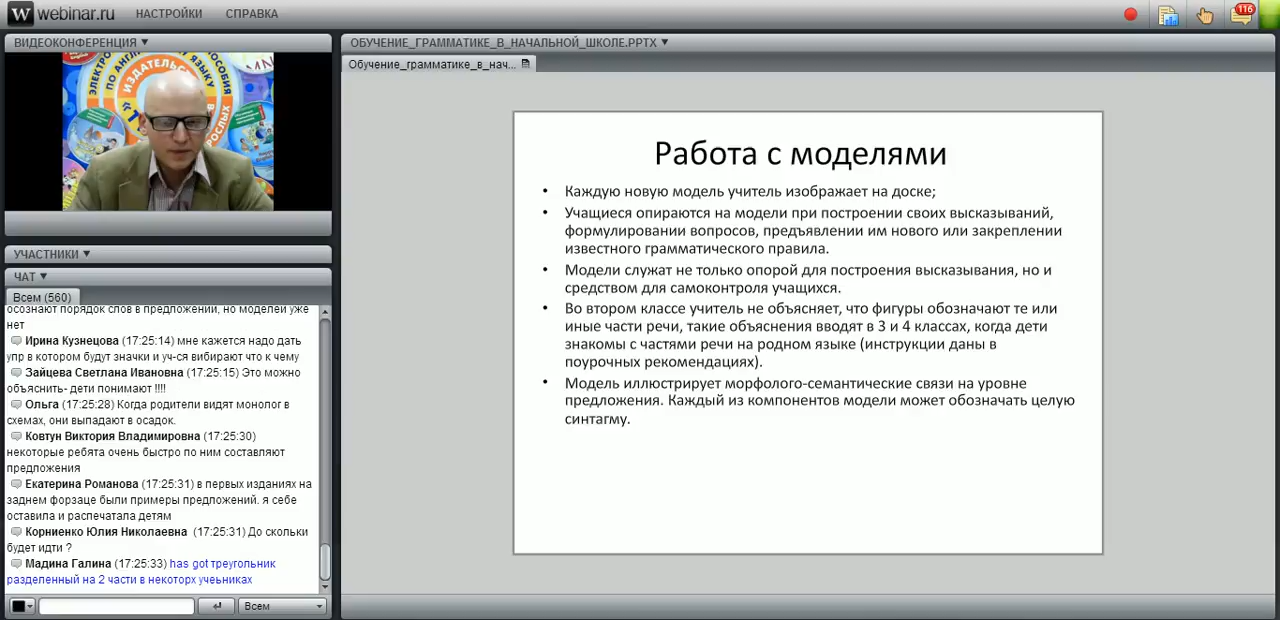 W webinar.ru НАСТРОЙКИ СПРАВКА
116
ВИДЕОКОНФЕРЕНЦИЯ
ЭЛЕКТРО
ПО АНГЛ
ИЗДАТЕЛЬС
ЯЗЫКУ
ПОСОБИЯ
РОСЛЫХ
УЧАСТНИКИ
ЧАТ
Всем (560)
осознают порядок слов в предложении, но моделей уже
нет
Ирина Кузнецова (17:25:14) мне кажется надо дать
упр в котором будут значки и уч-ся вибирают что к чему
Зайцева Светлана Ивановна (17:25:15) Это можно
объяснить- дети понимают !!!!
Ольга (17:25:28) Когда родители видят монолог в
схемах, они выпадают в осадок.
Ковтун Виктория Владимировна (17:25:30)
некоторые ребята очень быстро по ним составляют
предложения
Екатерина Романова (17:25:31) в первых изданиях на
заднем форзаце были примеры предложений. я себе
оставила и распечатала детям
Корниенко Юлия Николаевна (17:25:31) До скольки
будет идти ?
Мадина Галина (17:25:33) has got треугольник
разделенный на 2 части в некоторх учеьниках
Всем
ОБУЧЕНИЕ_ГРАММАТИКЕ_В_НАЧАЛЬНОЙ_ШКОЛЕ.PPTX
Обучение_грамматике_в_нач...
Работа с моделями
• Каждую новую модель учитель изображает на доске;
• Учащиеся опираются на модели при построении своих высказываний,
формулировании вопросов, предъявлении им нового или закреплении
известного грамматического правила.
• Модели служат не только опорой для построения высказывания, но и
средством для самоконтроля учащихся.
• Во втором классе учитель не объясняет, что фигуры обозначают те или
иные части речи, такие объяснения вводят в 3 и 4 классах, когда дети
знакомы с частями речи на родном языке (инструкции даны в
поурочных рекомендациях).
• Модель иллюстрирует морфолого-семантические связи на уровне
предложения. Каждый из компонентов модели может обозначать целую
синтагму.